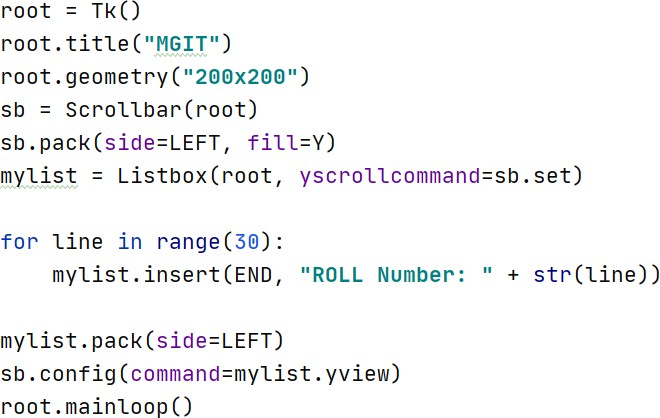 root = Tk()
root.title("MGIT")
root.geometry("200x200")
sb = Scrollbar(root)
sb.pack(side=LEFT, fill=Y)
mylist = Listbox(root, yscrollcommand=sb.set)

for line in range(30):
    mylist.insert(END, "ROLL Number: " + str(line))

mylist.pack(side=LEFT)
sb.config(command=mylist.yview)
root.mainloop()